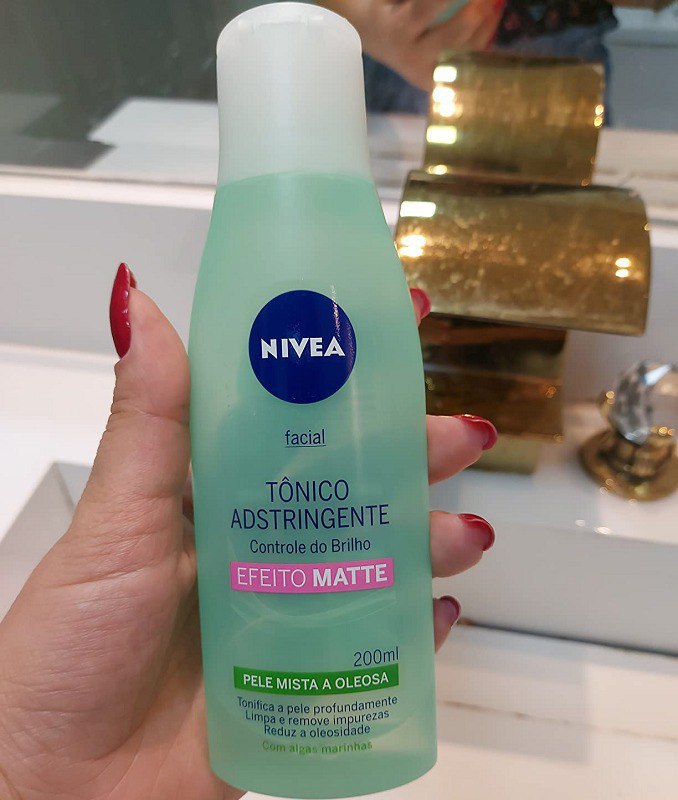 NIVEA
facial
TÔNICO
ADSTRINGENTE
Controle do Brilho
EFEITO MATTE
200ml
PELE MISTA A OLEOSA
Tonifica a pele profundamente
Limpa e remove impurezas
Reduz a oleosidade
Com algas marinhas